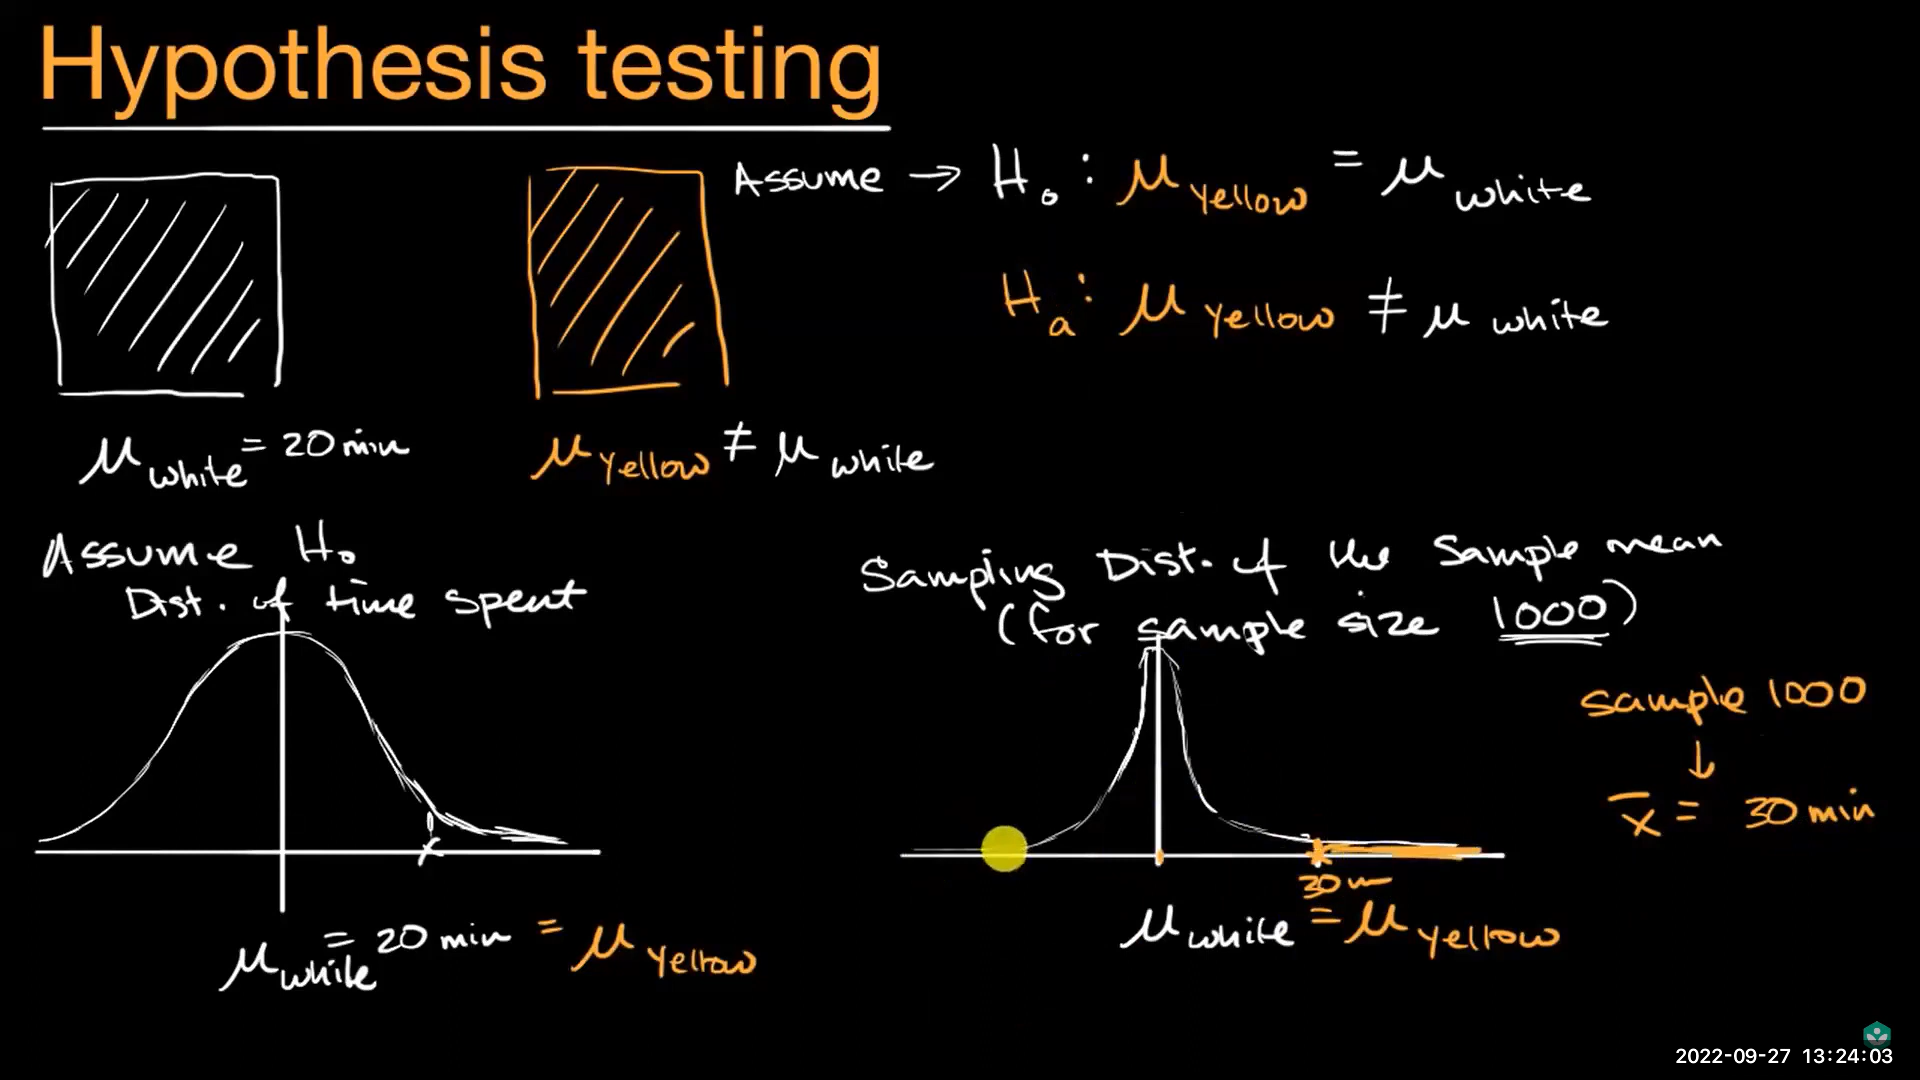 Hypothesis testing
Assume → H₀ : μ yellow = μ white
Hₐ : μ yellow ≠ μ white
μ white = 20 min
μ yellow ≠ μ white
Assume H₀
Dist. of time spent
Sampling Dist. of the Sample mean
(for sample size 1000)
sample 1000
↓
x̄ = 30 min
x
30 m
μ white = 20 min = μ yellow
μ white = μ yellow
2022-09-27 13:24:03